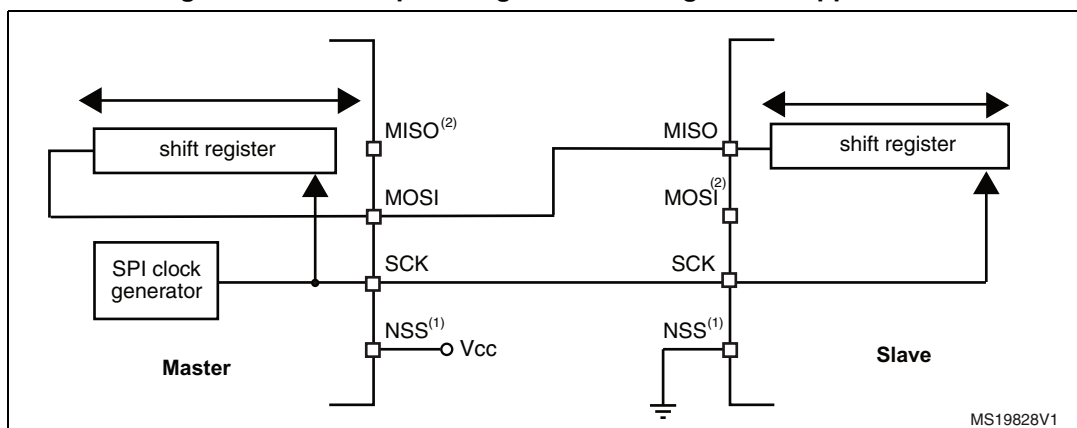 shift register
MISO(2)
MOSI
SCK
NSS(1)
Vcc
SPI clock
generator
Master
MISO
MOSI(2)
SCK
NSS(1)
shift register
Slave
MS19828V1